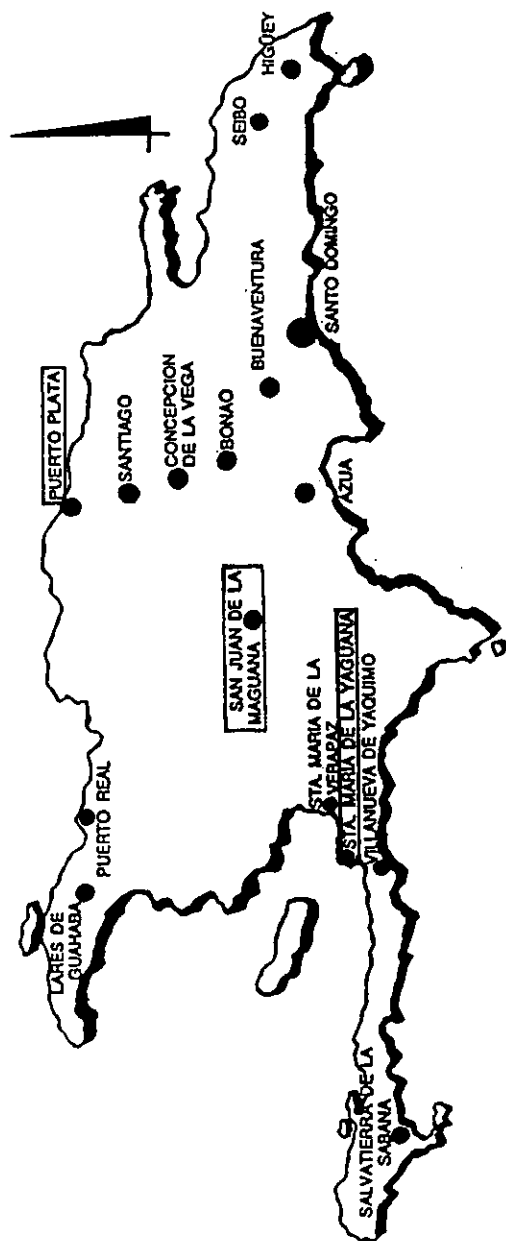 PUERTO PLATA
SANTIAGO
CONCEPCION
DE LA VEGA
BONAO
BUENAVENTURA
SEIBO
HIGUEY
SANTO DOMINGO
AZUA
SAN JUAN DE LA
MAGUANA
PUERTO REAL
LARES DE
GUAHABA
STA. MARIA DE LA
VERAPAZ
STA. MARIA DE LA YAGUANA
VILLANUEVA DE YAQUIMO
SALVATIERRA DE LA
SABANA